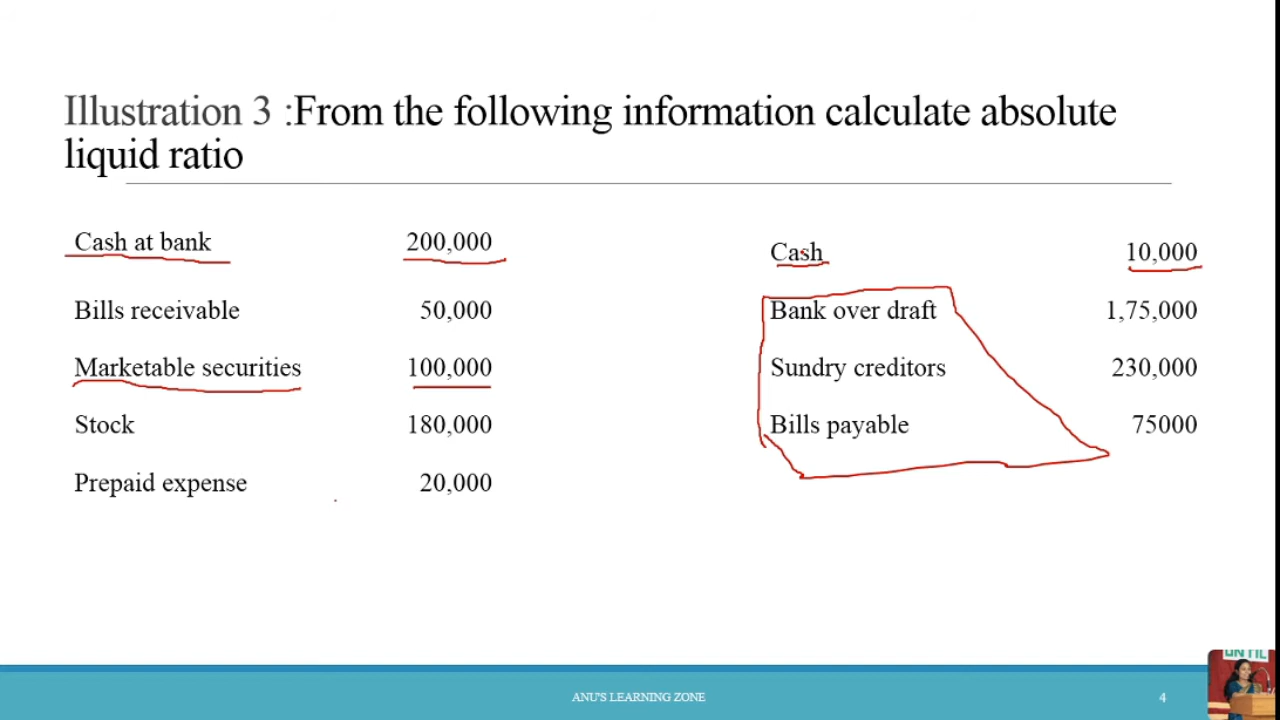 Illustration 3 :From the following information calculate absolute
liquid ratio
Cash at bank 200,000
Bills receivable 50,000
Marketable securities 100,000
Stock 180,000
Prepaid expense 20,000
Cash 10,000
Bank over draft 1,75,000
Sundry creditors 230,000
Bills payable 75000
ANU'S LEARNING ZONE
4